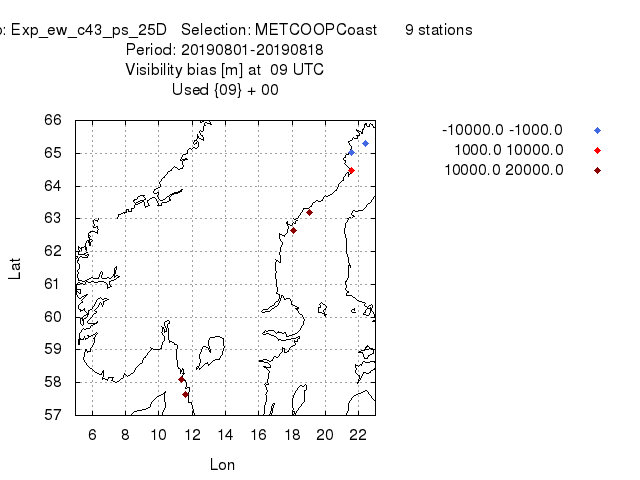 : Exp_ew_c43_ps_25D Selection: METCOOPCoast 9 stations
Period: 20190801-20190818
Visibility bias [m] at 09 UTC
Used {09} + 00
-10000.0 -1000.0
1000.0 10000.0
10000.0 20000.0
66
65
64
63
62
61
60
59
58
57
Lat
6 8 10 12 14 16 18 20 22
Lon